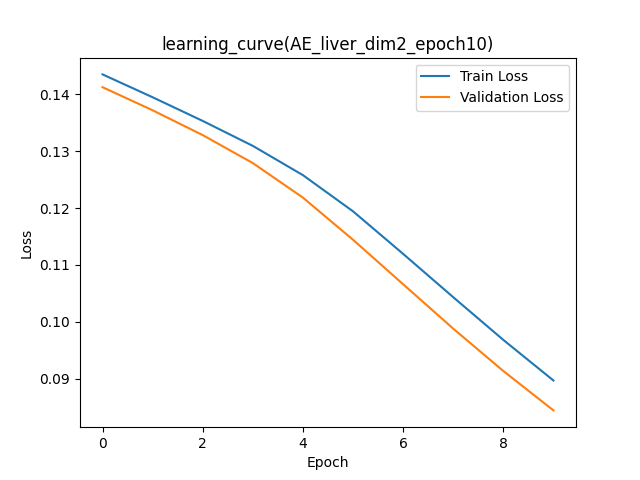 learning_curve(AE_liver_dim2_epoch10)
Train Loss
Validation Loss
0.14
0.13
0.12
0.11
0.10
0.09
Loss
0 2 4 6 8
Epoch